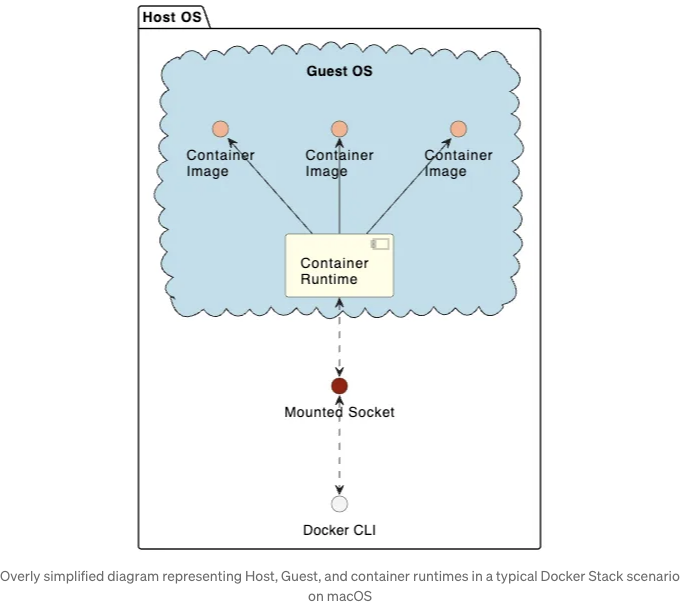 Host OS
Guest OS
Container
Image
Container
Image
Container
Image
Container
Runtime
Mounted Socket
Docker CLI
Overly simplified diagram representing Host, Guest, and container runtimes in a typical Docker Stack scenario
on macOS